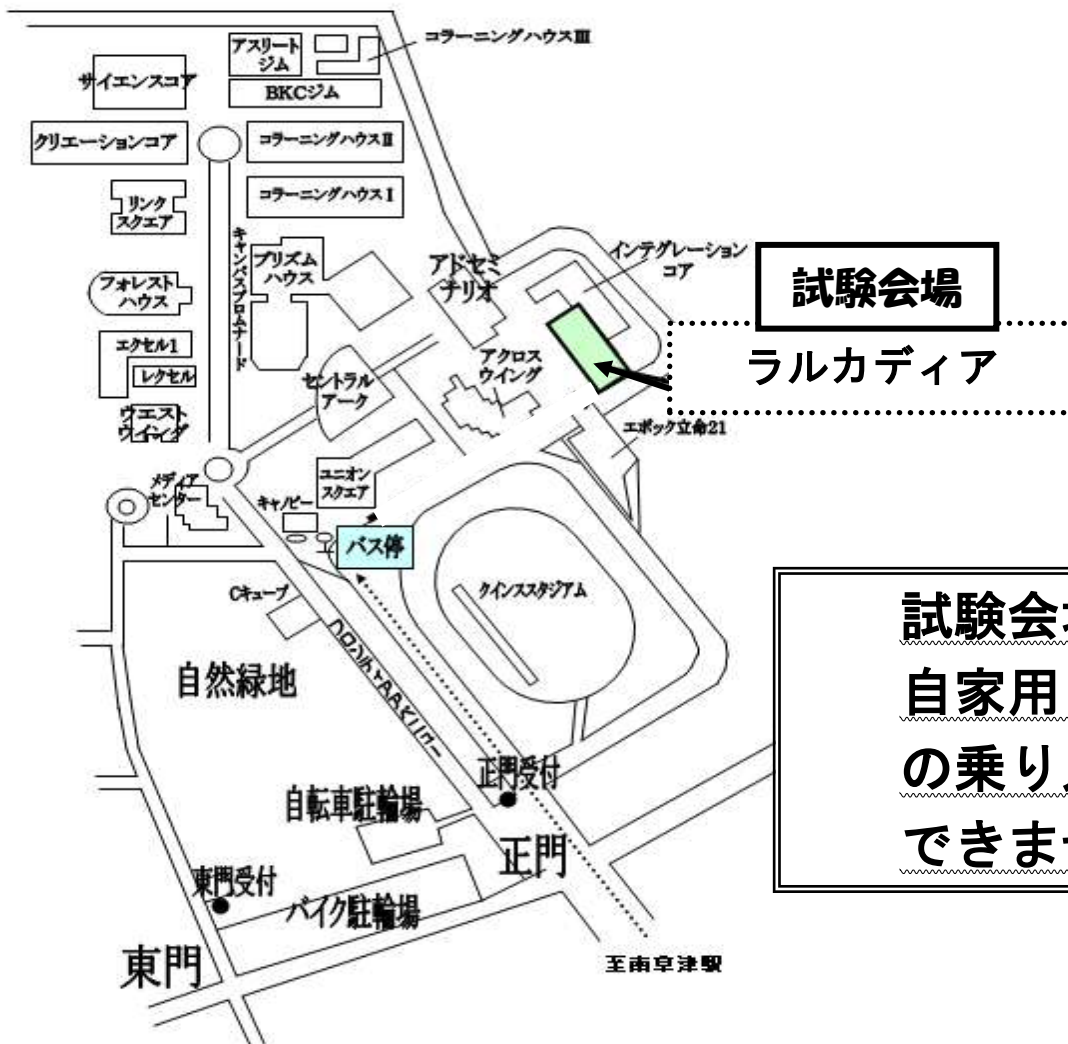 コラーニングハウスⅢ
アスリート
ジム
サイエンスコア
BKCジム
クリエーションコア
コラーニングハウスⅡ
コラーニングハウスⅠ
リンク
スクエア
キャンパスプロムナード
プリズム
ハウス
アドセミ
ナリオ
インテグレーション
コア
試験会場
ラルカディア
フォレスト
ハウス
エクセル1
レクセル
セントラル
アーク
アクロス
ウイング
ウエスト
ウイング
エポック立命21
メディア
センター
ユニオン
スクエア
キャノピー
バス停
Cキューブ
クインススタジアム
自然緑地
試験会
自家用
の乗り
できま
正門受付
自転車駐輪場
正門
東門受付
バイク駐輪場
東門
至南草津駅